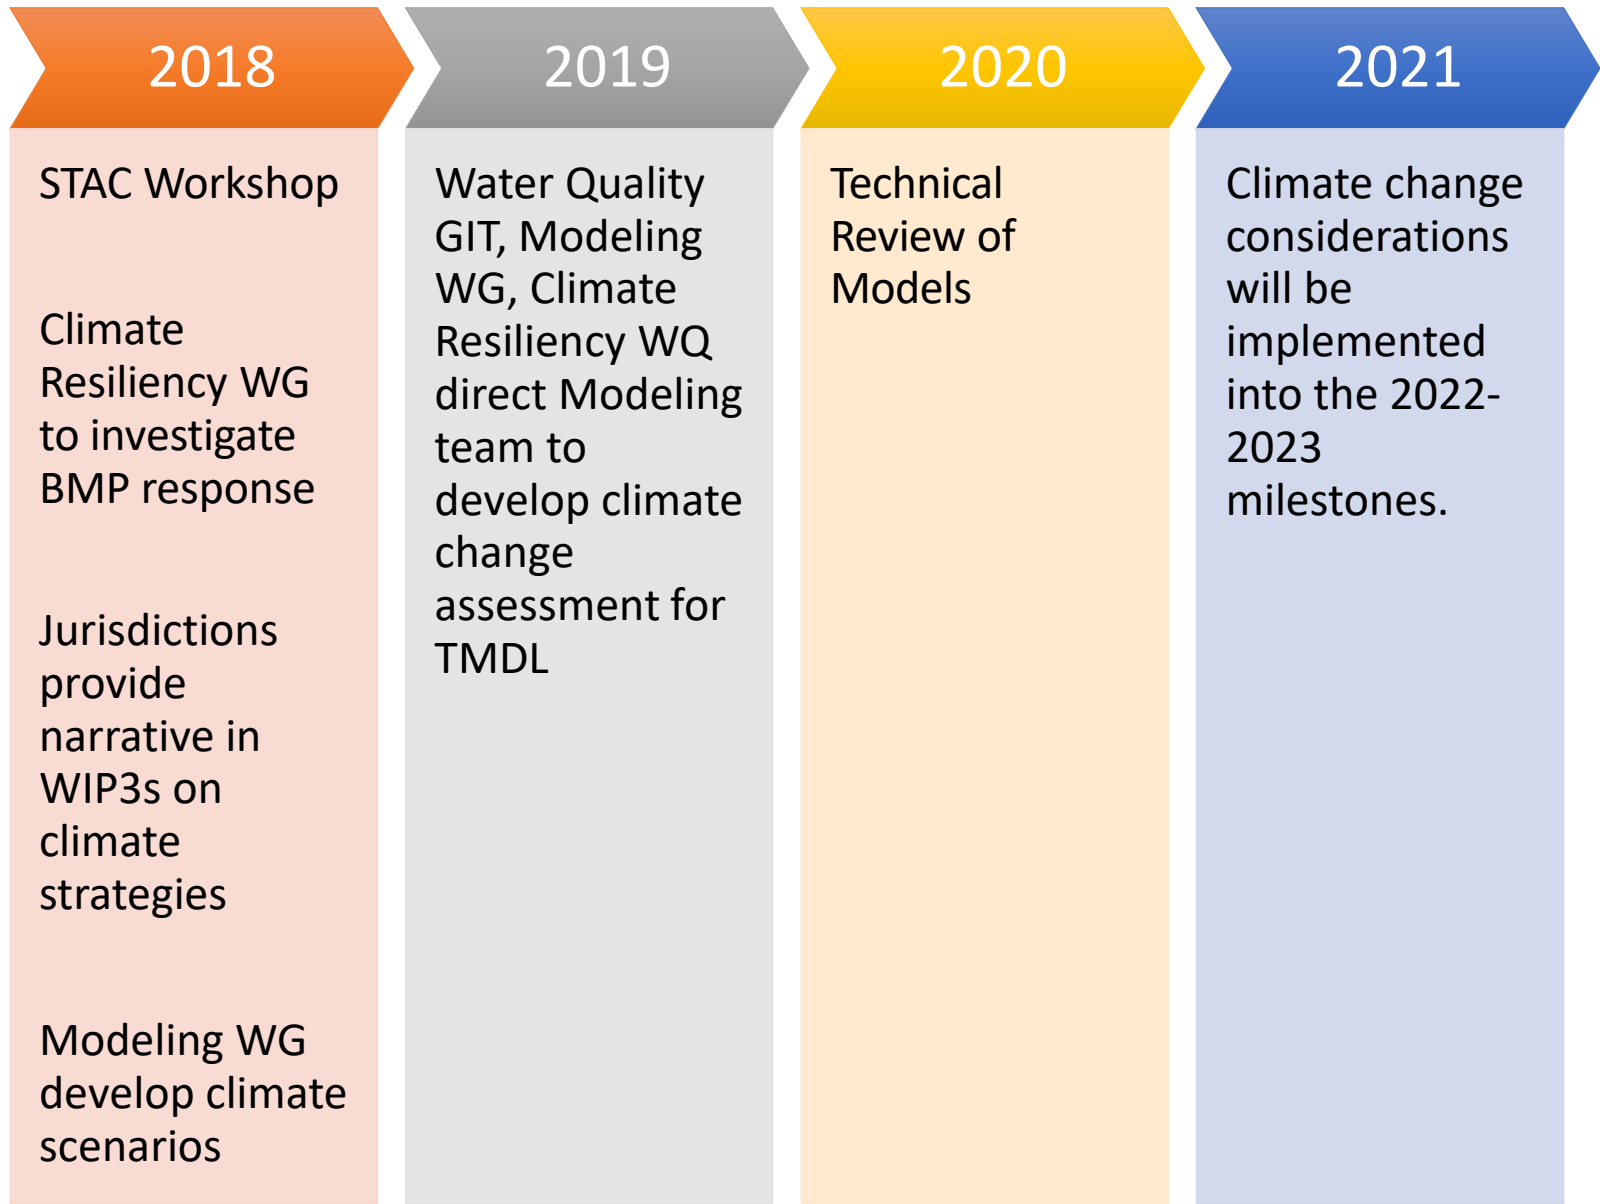 2018
STAC Workshop
Climate
Resiliency WG
to investigate
BMP response
Jurisdictions
provide
narrative in
WIP3s on
climate
strategies
Modeling WG
develop climate
scenarios
2019
Water Quality
GIT, Modeling
WG, Climate
Resiliency WQ
direct Modeling
team to
develop climate
change
assessment for
TMDL
2020
Technical
Review of
Models
2021
Climate change
considerations
will be
implemented
into the 2022-
2023
milestones.